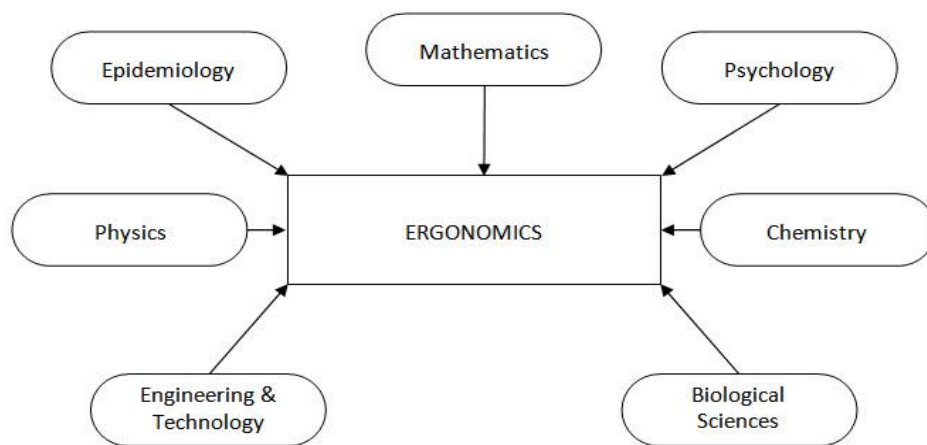 Mathematics
Epidemiology
Psychology
Physics
ERGONOMICS
Chemistry
Engineering &
Technology
Biological
Sciences